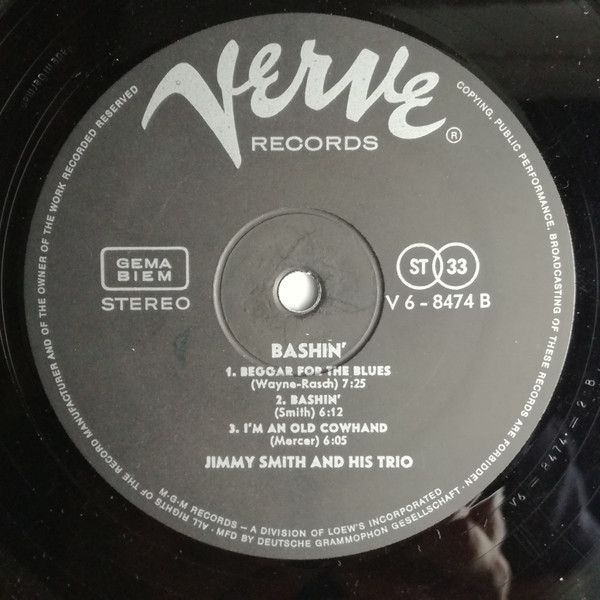 Verve
RECORDS ®
GEMA
BIEM
STEREO
ST 33
V 6 - 8474 B
BASHIN'
1. BEGGAR FOR THE BLUES
(Wayne-Rasch) 7:25
2. BASHIN'
(Smith) 6:12
3. I'M AN OLD COWHAND
(Mercer) 6:05
JIMMY SMITH AND HIS TRIO
M-G-M RECORDS – A DIVISION OF LOEW'S INCORPORATED
ALL RIGHTS OF THE RECORD MANUFACTURER AND OF THE OWNER OF THE WORK RECORDED RESERVED
COPYING, PUBLIC PERFORMANCE, BROADCASTING OF THESE RECORDS ARE FORBIDDEN · MFD BY DEUTSCHE GRAMMOPHON GESELLSCHAFT ·
V6 = 8474 = 2 B